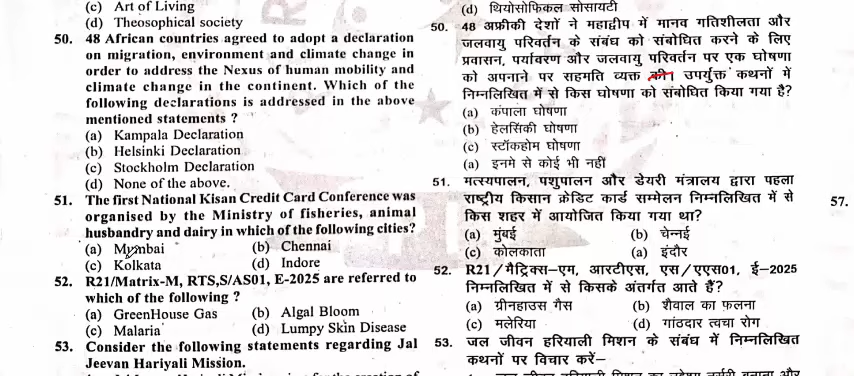 (c) Art of Living
(d) Theosophical society
50. 48 African countries agreed to adopt a declaration
on migration, environment and climate change in
order to address the Nexus of human mobility and
climate change in the continent. Which of the
following declarations is addressed in the above
mentioned statements ?
(a) Kampala Declaration
(b) Helsinki Declaration
(c) Stockholm Declaration
(d) None of the above.
51. The first National Kisan Credit Card Conference was
organised by the Ministry of fisheries, animal
husbandry and dairy in which of the following cities?
(a) Mumbai (b) Chennai
(c) Kolkata (d) Indore
52. R21/Matrix-M, RTS,S/AS01, E-2025 are referred to
which of the following ?
(a) GreenHouse Gas (b) Algal Bloom
(c) Malaria (d) Lumpy Skin Disease
53. Consider the following statements regarding Jal
Jeevan Hariyali Mission.
(d) थियोसोफिकल सोसायटी
50. 48 अफ्रीकी देशों ने महाद्वीप में मानव गतिशीलता और
जलवायु परिवर्तन के संबंध को संबोधित करने के लिए
प्रवासन, पर्यावरण और जलवायु परिवर्तन पर एक घोषणा
को अपनाने पर सहमति व्यक्त की। उपर्युक्त कथनों में
निम्नलिखित में से किस घोषणा को संबोधित किया गया है?
(a) कंपाला घोषणा
(b) हेलसिंकी घोषणा
(c) स्टॉकहोम घोषणा
(a) इनमे से कोई भी नहीं
51. मत्स्यपालन, पशुपालन और डेयरी मंत्रालय द्वारा पहला
राष्ट्रीय किसान क्रेडिट कार्ड सम्मेलन निम्नलिखित में से
किस शहर में आयोजित किया गया था?
(a) मुंबई (b) चेन्नई
(c) कोलकाता (a) इंदौर
52. R21/मैट्रिक्स-एम, आरटीएस, एस/एएस01, ई-2025
निम्नलिखित में से किसके अंतर्गत आते हैं?
(a) ग्रीनहाउस गैस (b) शैवाल का फ़लना
(c) मलेरिया (d) गांठदार त्वचा रोग
53. जल जीवन हरियाली मिशन के संबंध में निम्नलिखित
कथनों पर विचार करें–
57.